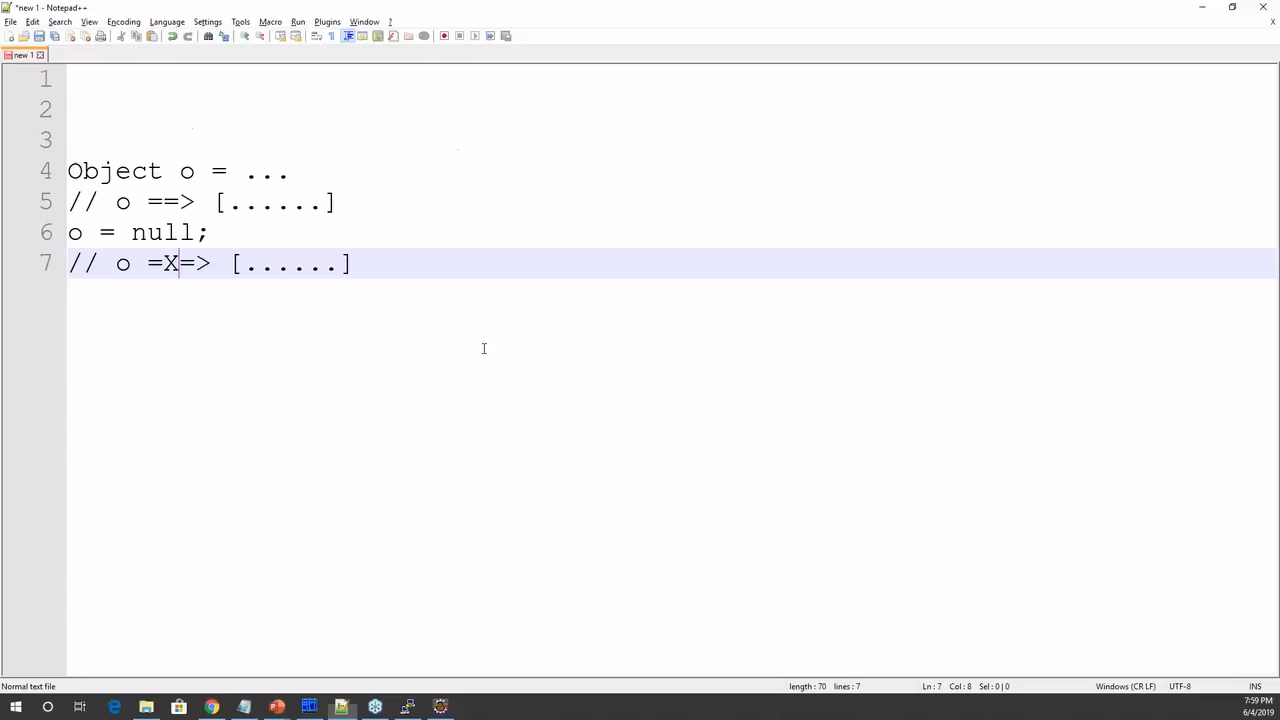 *new 1 - Notepad++
File Edit Search View Encoding Language Settings Tools Macro Run Plugins Window ?
new 1
1
2
3
4 Object o = ...
5 // o ==> [......]
6 o = null;
7 // o =X=> [......]
Normal text file length : 70 lines : 7 Ln : 7 Col : 8 Sel : 0 | 0 Windows (CR LF) UTF-8 INS
7:59 PM
6/4/2019